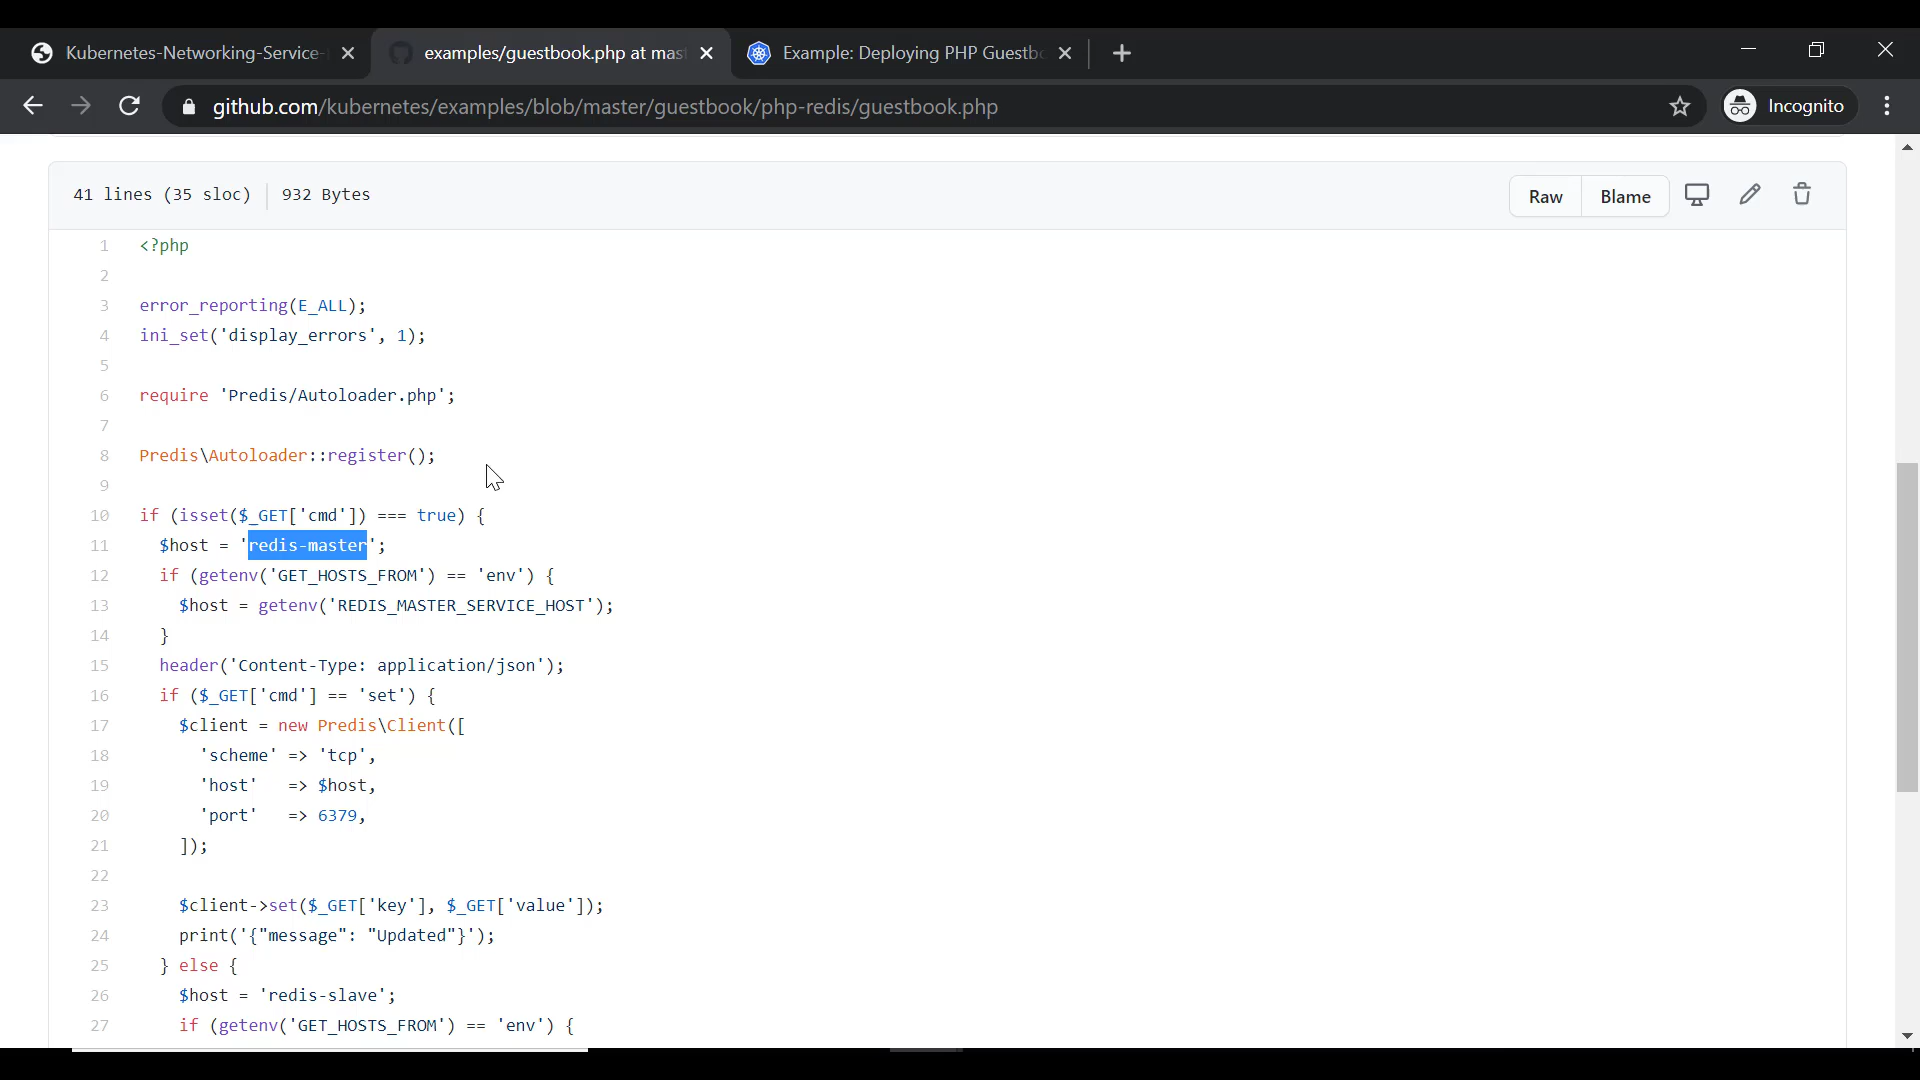 Kubernetes-Networking-Service-
examples/guestbook.php at mas
Example: Deploying PHP Guestbo
github.com/kubernetes/examples/blob/master/guestbook/php-redis/guestbook.php
Incognito
41 lines (35 sloc) 932 Bytes
Raw Blame
1 <?php
2
3 error_reporting(E_ALL);
4 ini_set('display_errors', 1);
5
6 require 'Predis/Autoloader.php';
7
8 Predis\Autoloader::register();
9
10 if (isset($_GET['cmd']) === true) {
11 $host = 'redis-master';
12 if (getenv('GET_HOSTS_FROM') == 'env') {
13 $host = getenv('REDIS_MASTER_SERVICE_HOST');
14 }
15 header('Content-Type: application/json');
16 if ($_GET['cmd'] == 'set') {
17 $client = new Predis\Client([
18 'scheme' => 'tcp',
19 'host' => $host,
20 'port' => 6379,
21 ]);
22
23 $client->set($_GET['key'], $_GET['value']);
24 print('{"message": "Updated"}');
25 } else {
26 $host = 'redis-slave';
27 if (getenv('GET_HOSTS_FROM') == 'env') {